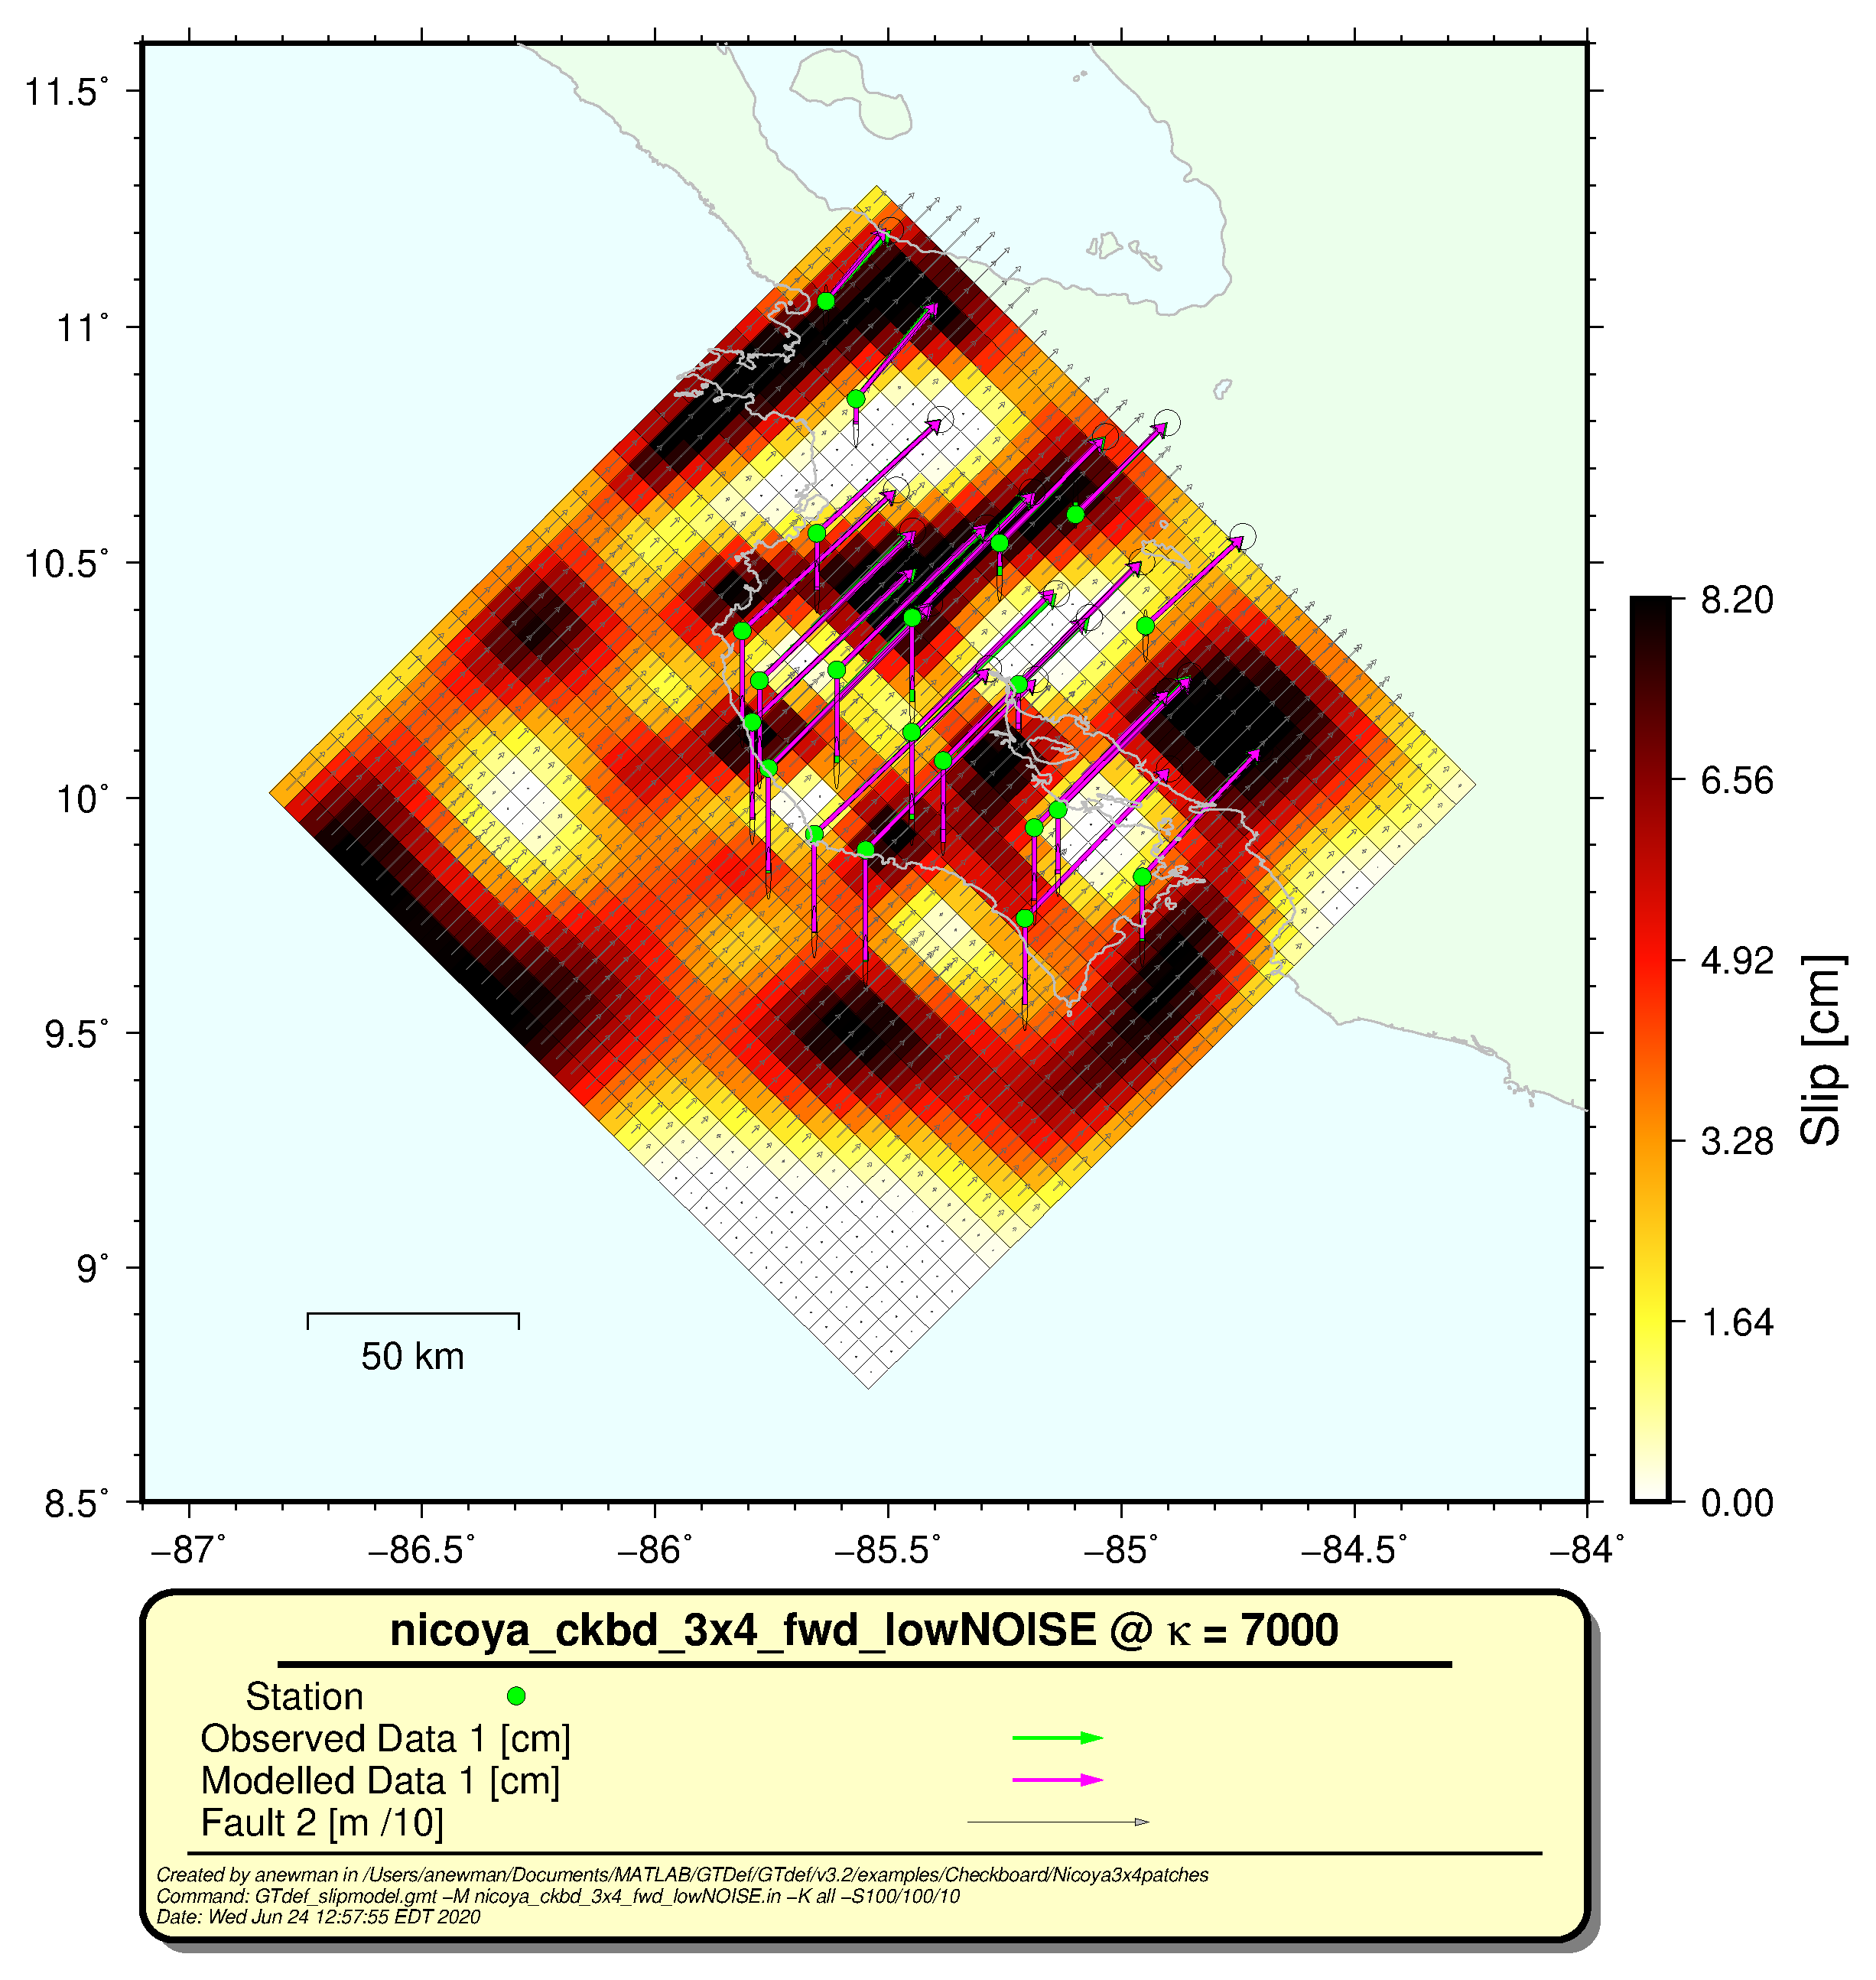 11.5°
11°
10.5°
10°
9.5°
9°
8.5°
−87°
−86.5°
−86°
−85.5°
−85°
−84.5°
−84°
50 km
8.20
6.56
4.92
3.28
1.64
0.00
Slip [cm]
nicoya_ckbd_3x4_fwd_lowNOISE @ κ = 7000
Station
Observed Data 1 [cm]
Modelled Data 1 [cm]
Fault 2 [m /10]
Created by anewman in /Users/anewman/Documents/MATLAB/GTDef/GTdef/v3.2/examples/Checkboard/Nicoya3x4patches
Command: GTdef_slipmodel.gmt −M nicoya_ckbd_3x4_fwd_lowNOISE.in −K all −S100/100/10
Date: Wed Jun 24 12:57:55 EDT 2020